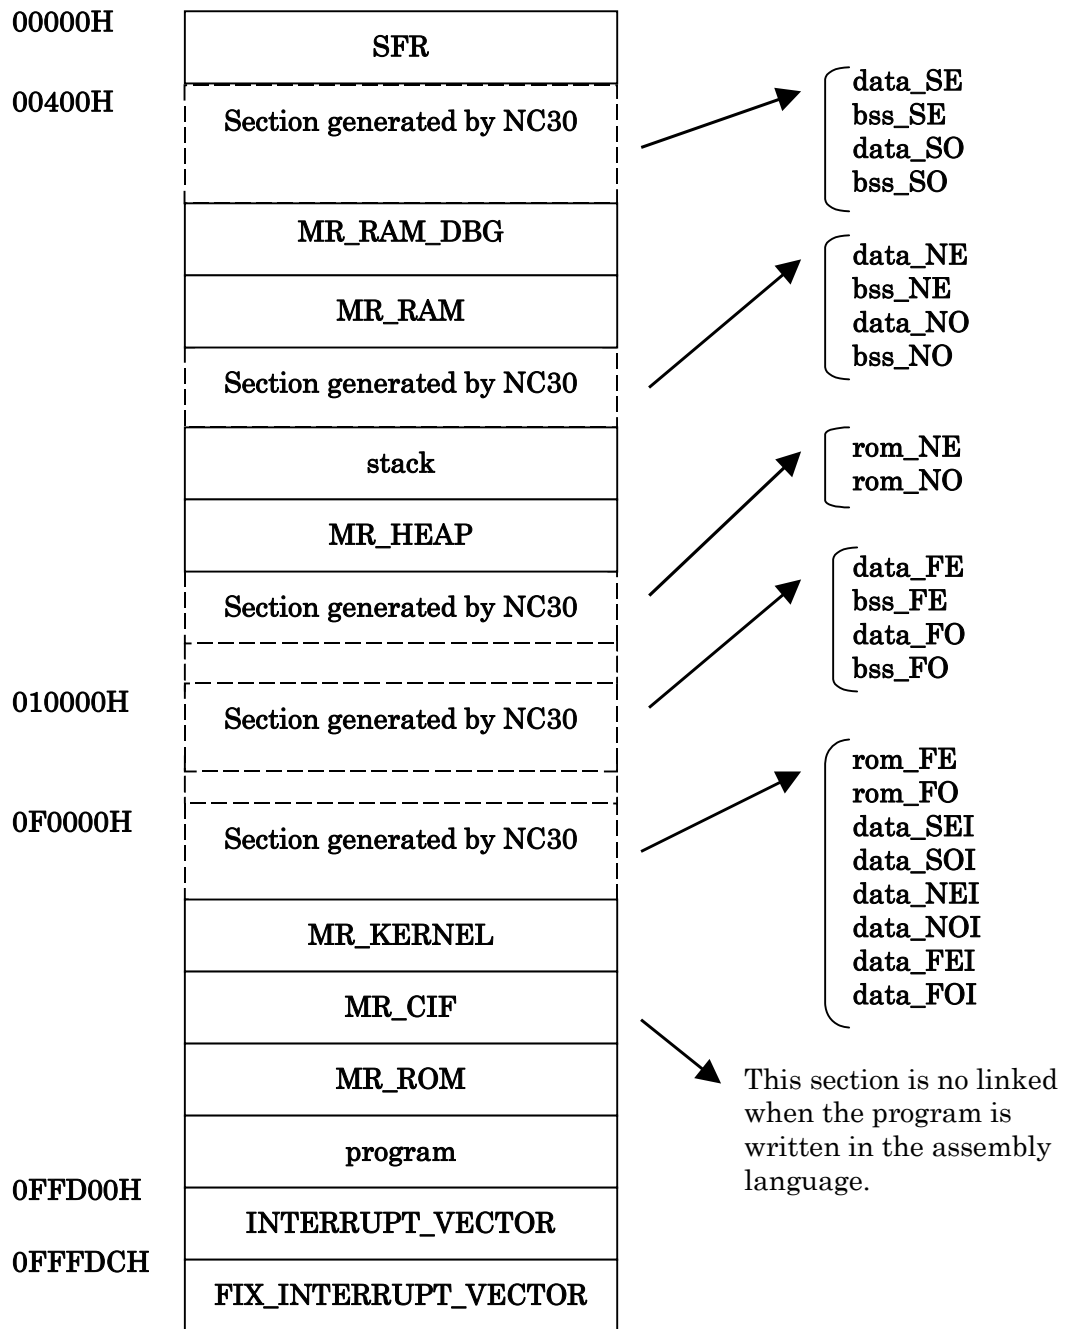 00000H
SFR
00400H
Section generated by NC30
data_SE
bss_SE
data_SO
bss_SO
MR_RAM_DBG
MR_RAM
data_NE
bss_NE
data_NO
bss_NO
Section generated by NC30
stack
rom_NE
rom_NO
MR_HEAP
Section generated by NC30
data_FE
bss_FE
data_FO
bss_FO
010000H
Section generated by NC30
0F0000H
Section generated by NC30
rom_FE
rom_FO
data_SEI
data_SOI
data_NEI
data_NOI
data_FEI
data_FOI
MR_KERNEL
MR_CIF
This section is no linked
when the program is
written in the assembly
language.
MR_ROM
program
0FFD00H
INTERRUPT_VECTOR
0FFFDCH
FIX_INTERRUPT_VECTOR